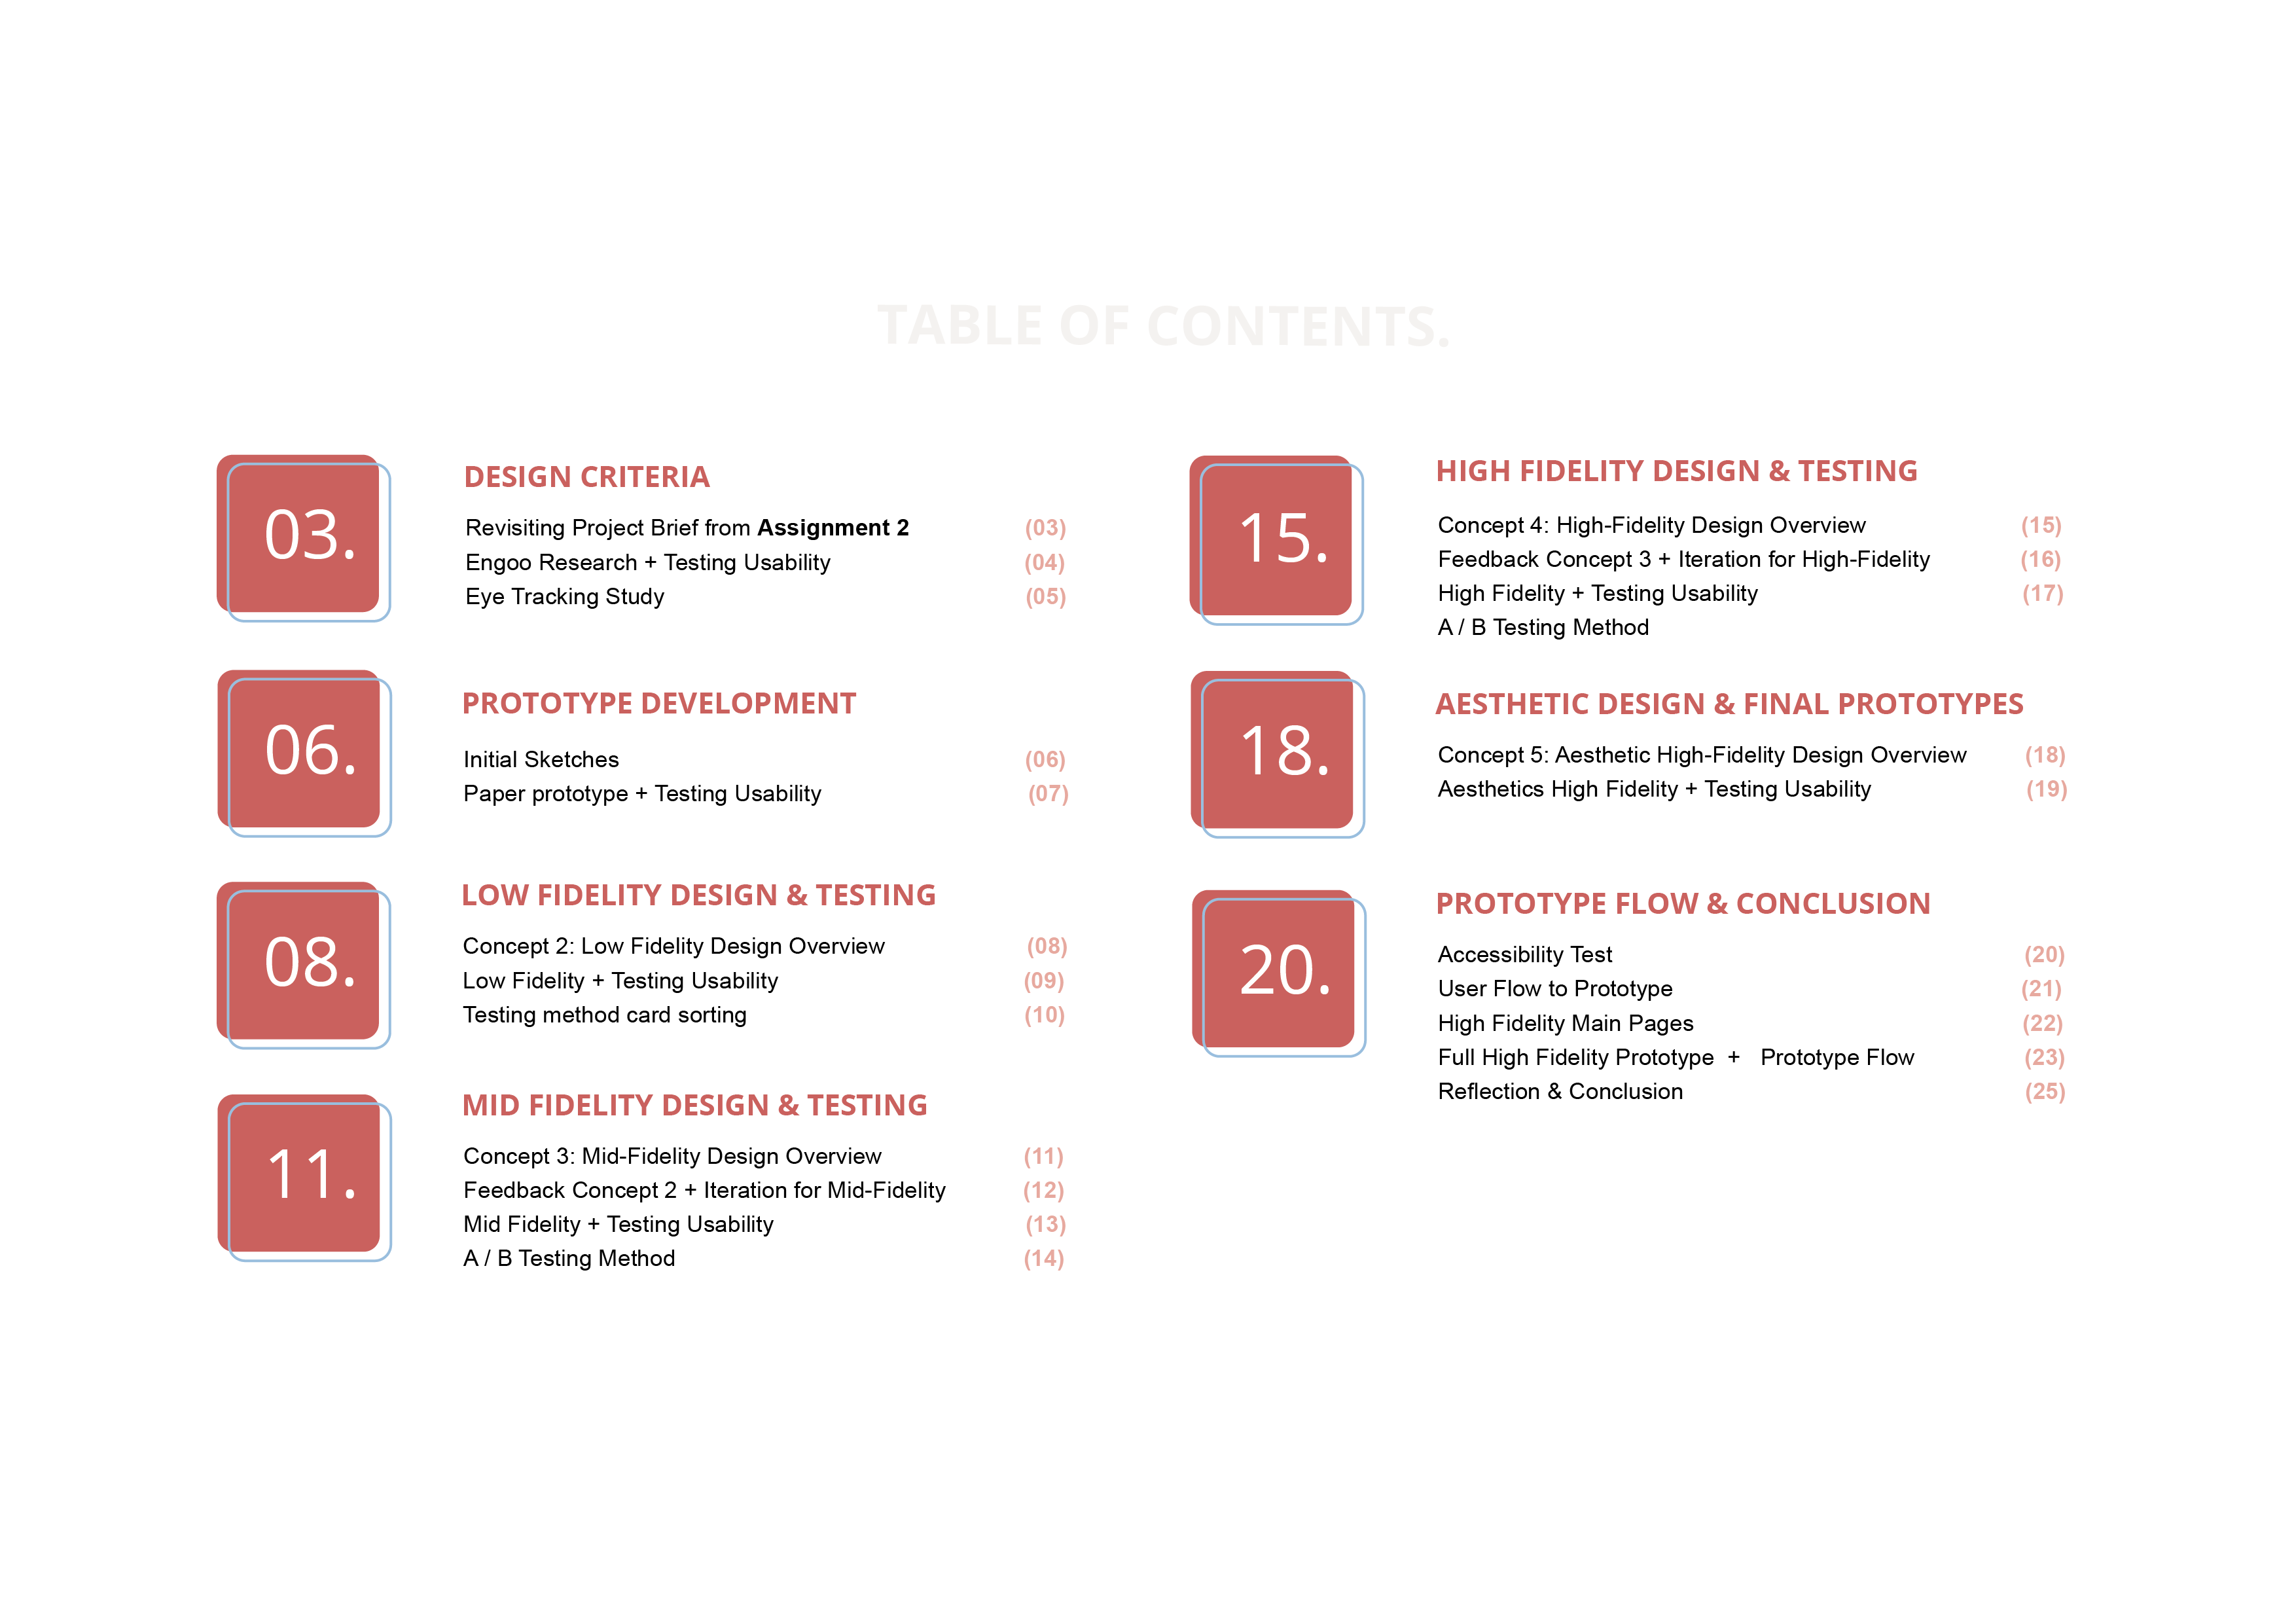 TABLE OF CONTENTS.
03.
DESIGN CRITERIA
Revisiting Project Brief from Assignment 2 (03)
Engoo Research + Testing Usability (04)
Eye Tracking Study (05)
06.
PROTOTYPE DEVELOPMENT
Initial Sketches (06)
Paper prototype + Testing Usability (07)
08.
LOW FIDELITY DESIGN & TESTING
Concept 2: Low Fidelity Design Overview (08)
Low Fidelity + Testing Usability (09)
Testing method card sorting (10)
11.
MID FIDELITY DESIGN & TESTING
Concept 3: Mid-Fidelity Design Overview (11)
Feedback Concept 2 + Iteration for Mid-Fidelity (12)
Mid Fidelity + Testing Usability (13)
A / B Testing Method (14)
15.
HIGH FIDELITY DESIGN & TESTING
Concept 4: High-Fidelity Design Overview (15)
Feedback Concept 3 + Iteration for High-Fidelity (16)
High Fidelity + Testing Usability (17)
A / B Testing Method
18.
AESTHETIC DESIGN & FINAL PROTOTYPES
Concept 5: Aesthetic High-Fidelity Design Overview (18)
Aesthetics High Fidelity + Testing Usability (19)
20.
PROTOTYPE FLOW & CONCLUSION
Accessibility Test (20)
User Flow to Prototype (21)
High Fidelity Main Pages (22)
Full High Fidelity Prototype + Prototype Flow (23)
Reflection & Conclusion (25)